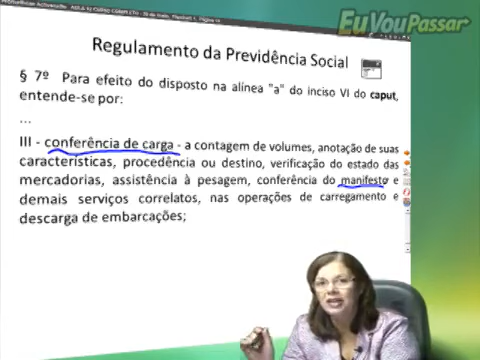 EuVouPassar
Regulamento da Previdência Social
§ 7º Para efeito do disposto na alínea "a" do inciso VI do caput,
entende-se por:
...
III - conferência de carga - a contagem de volumes, anotação de suas
características, procedência ou destino, verificação do estado das
mercadorias, assistência à pesagem, conferência do manifesto e
demais serviços correlatos, nas operações de carregamento e
descarga de embarcações;